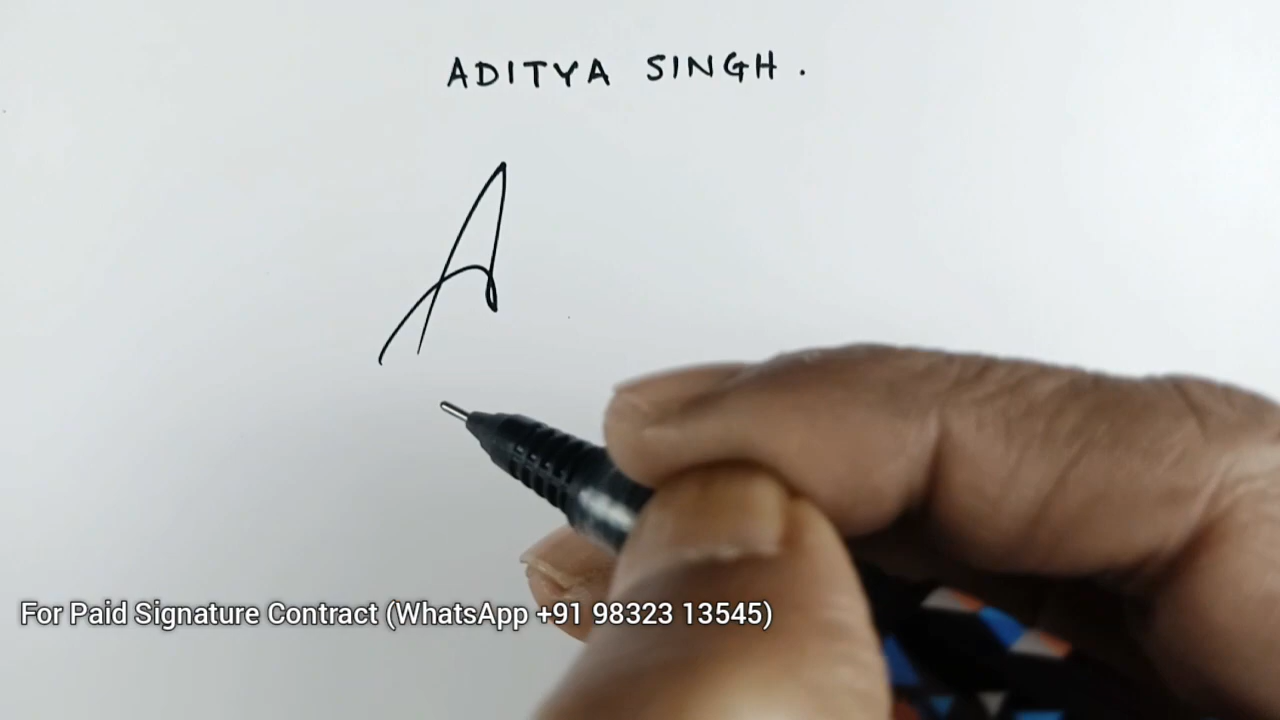 ADITYA SINGH.
A
For Paid Signature Contract (WhatsApp +91 98323 13545)